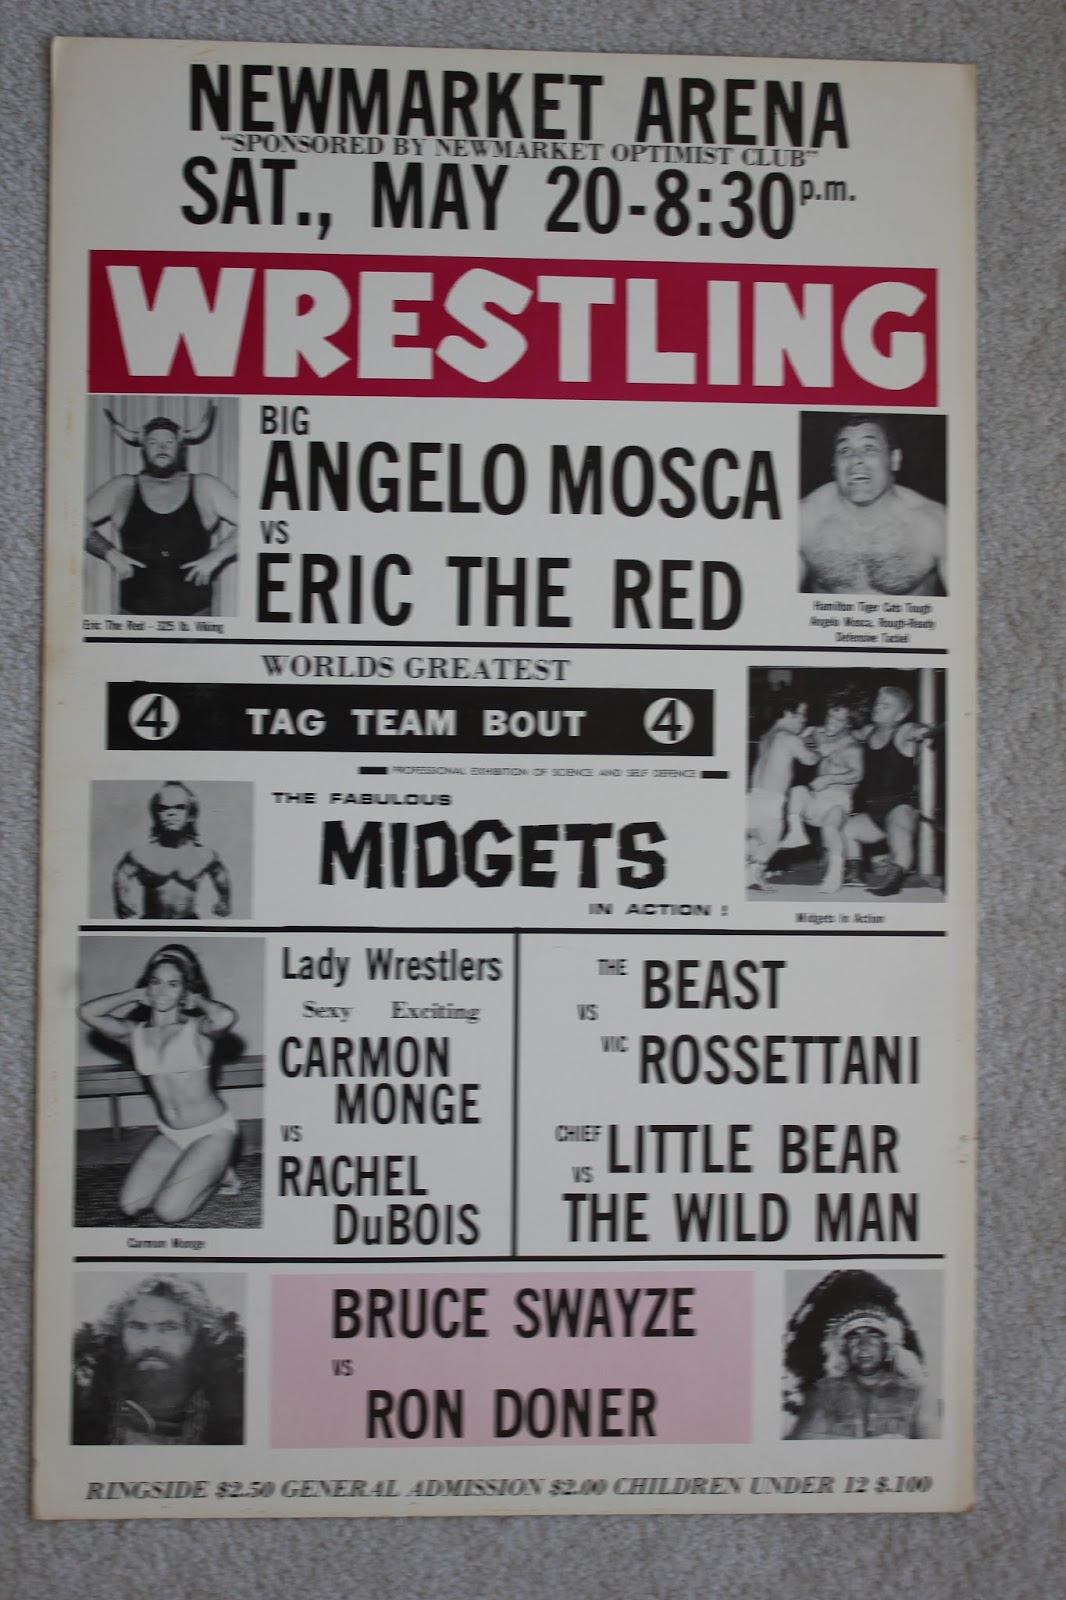 NEWMARKET ARENA
"SPONSORED BY NEWMARKET OPTIMIST CLUB"
SAT., MAY 20-8:30 p.m.
WRESTLING
BIG
ANGELO MOSCA
VS
ERIC THE RED
Eric The Red - 325 lb. Viking
Hamilton Tiger Cats Tough
Angelo Mosca, Rough-Ready
Defensive Tackel
WORLDS GREATEST
4 TAG TEAM BOUT 4
PROFESSIONAL EXHIBITION OF SCIENCE AND SELF DEFENCE
THE FABULOUS
MIDGETS
IN ACTION !
Midgets In Action
Lady Wrestlers
Sexy Exciting
CARMON
MONGE
VS
RACHEL
DuBOIS
Carmon Monge
THE BEAST
VS
VIC ROSSETTANI
CHIEF LITTLE BEAR
VS
THE WILD MAN
BRUCE SWAYZE
VS
RON DONER
RINGSIDE $2.50 GENERAL ADMISSION $2.00 CHILDREN UNDER 12 $.100